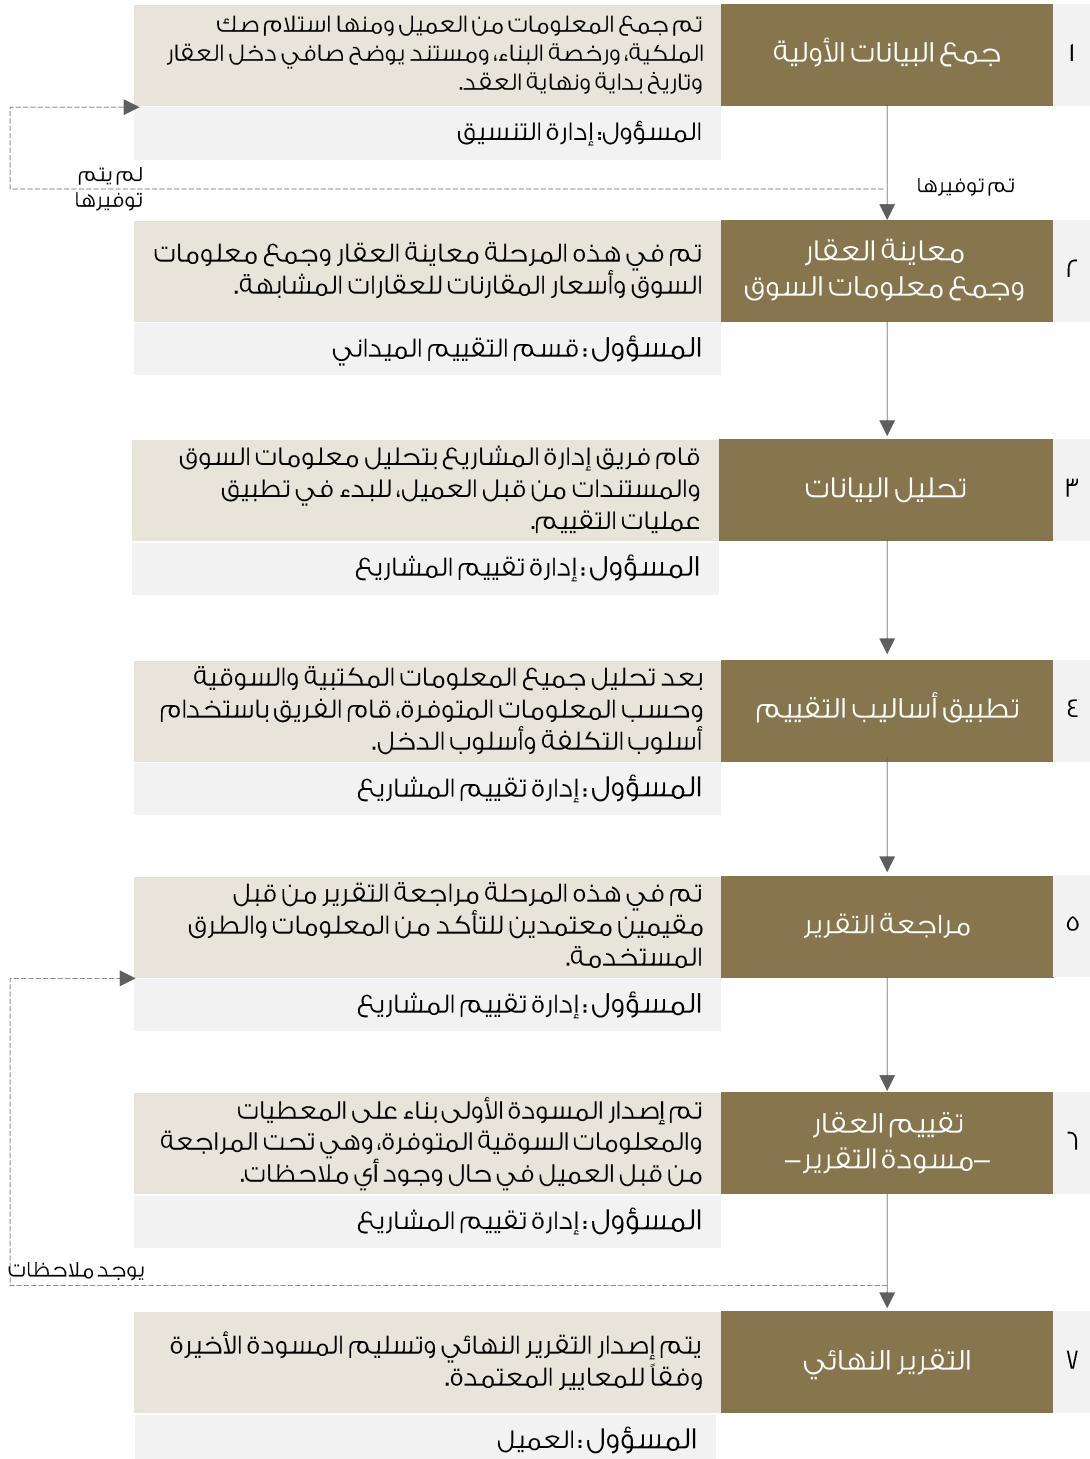 ١
جمع البيانات الأولية
تم جمع المعلومات من العميل ومنها استلام صك
الملكية، ورخصة البناء، ومستند يوضح صافي دخل العقار
وتاريخ بداية ونهاية العقد.
المسؤول: إدارة التنسيق
تم توفيرها
لم يتم
توفيرها
٢
معاينة العقار
وجمع معلومات السوق
تم في هذه المرحلة معاينة العقار وجمع معلومات
السوق وأسعار المقارنات للعقارات المشابهة.
المسؤول : قسم التقييم الميداني
٣
تحليل البيانات
قام فريق إدارة المشاريع بتحليل معلومات السوق
والمستندات من قبل العميل، للبدء في تطبيق
عمليات التقييم.
المسؤول : إدارة تقييم المشاريع
٤
تطبيق أساليب التقييم
بعد تحليل جميع المعلومات المكتبية والسوقية
وحسب المعلومات المتوفرة، قام الفريق باستخدام
أسلوب التكلفة وأسلوب الدخل.
المسؤول : إدارة تقييم المشاريع
٥
مراجعة التقرير
تم في هذه المرحلة مراجعة التقرير من قبل
مقيمين معتمدين للتأكد من المعلومات والطرق
المستخدمة.
المسؤول : إدارة تقييم المشاريع
٦
تقييم العقار
–مسودة التقرير–
تم إصدار المسودة الأولى بناء على المعطيات
والمعلومات السوقية المتوفرة، وهي تحت المراجعة
من قبل العميل في حال وجود أي ملاحظات.
المسؤول : إدارة تقييم المشاريع
يوجد ملاحظات
٧
التقرير النهائي
يتم إصدار التقرير النهائي وتسليم المسودة الأخيرة
وفقاً للمعايير المعتمدة.
المسؤول : العميل